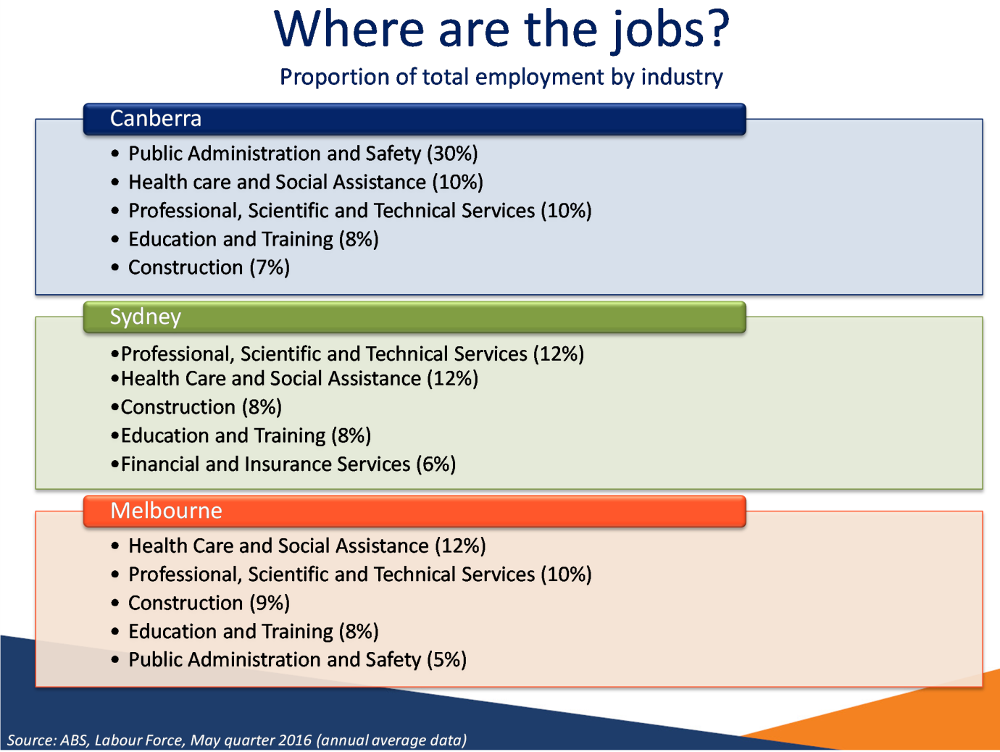 Where are the jobs?
Proportion of total employment by industry
Canberra
• Public Administration and Safety (30%)
• Health care and Social Assistance (10%)
• Professional, Scientific and Technical Services (10%)
• Education and Training (8%)
• Construction (7%)
Sydney
•Professional, Scientific and Technical Services (12%)
•Health Care and Social Assistance (12%)
•Construction (8%)
•Education and Training (8%)
•Financial and Insurance Services (6%)
Melbourne
• Health Care and Social Assistance (12%)
• Professional, Scientific and Technical Services (10%)
• Construction (9%)
• Education and Training (8%)
• Public Administration and Safety (5%)
Source: ABS, Labour Force, May quarter 2016 (annual average data)